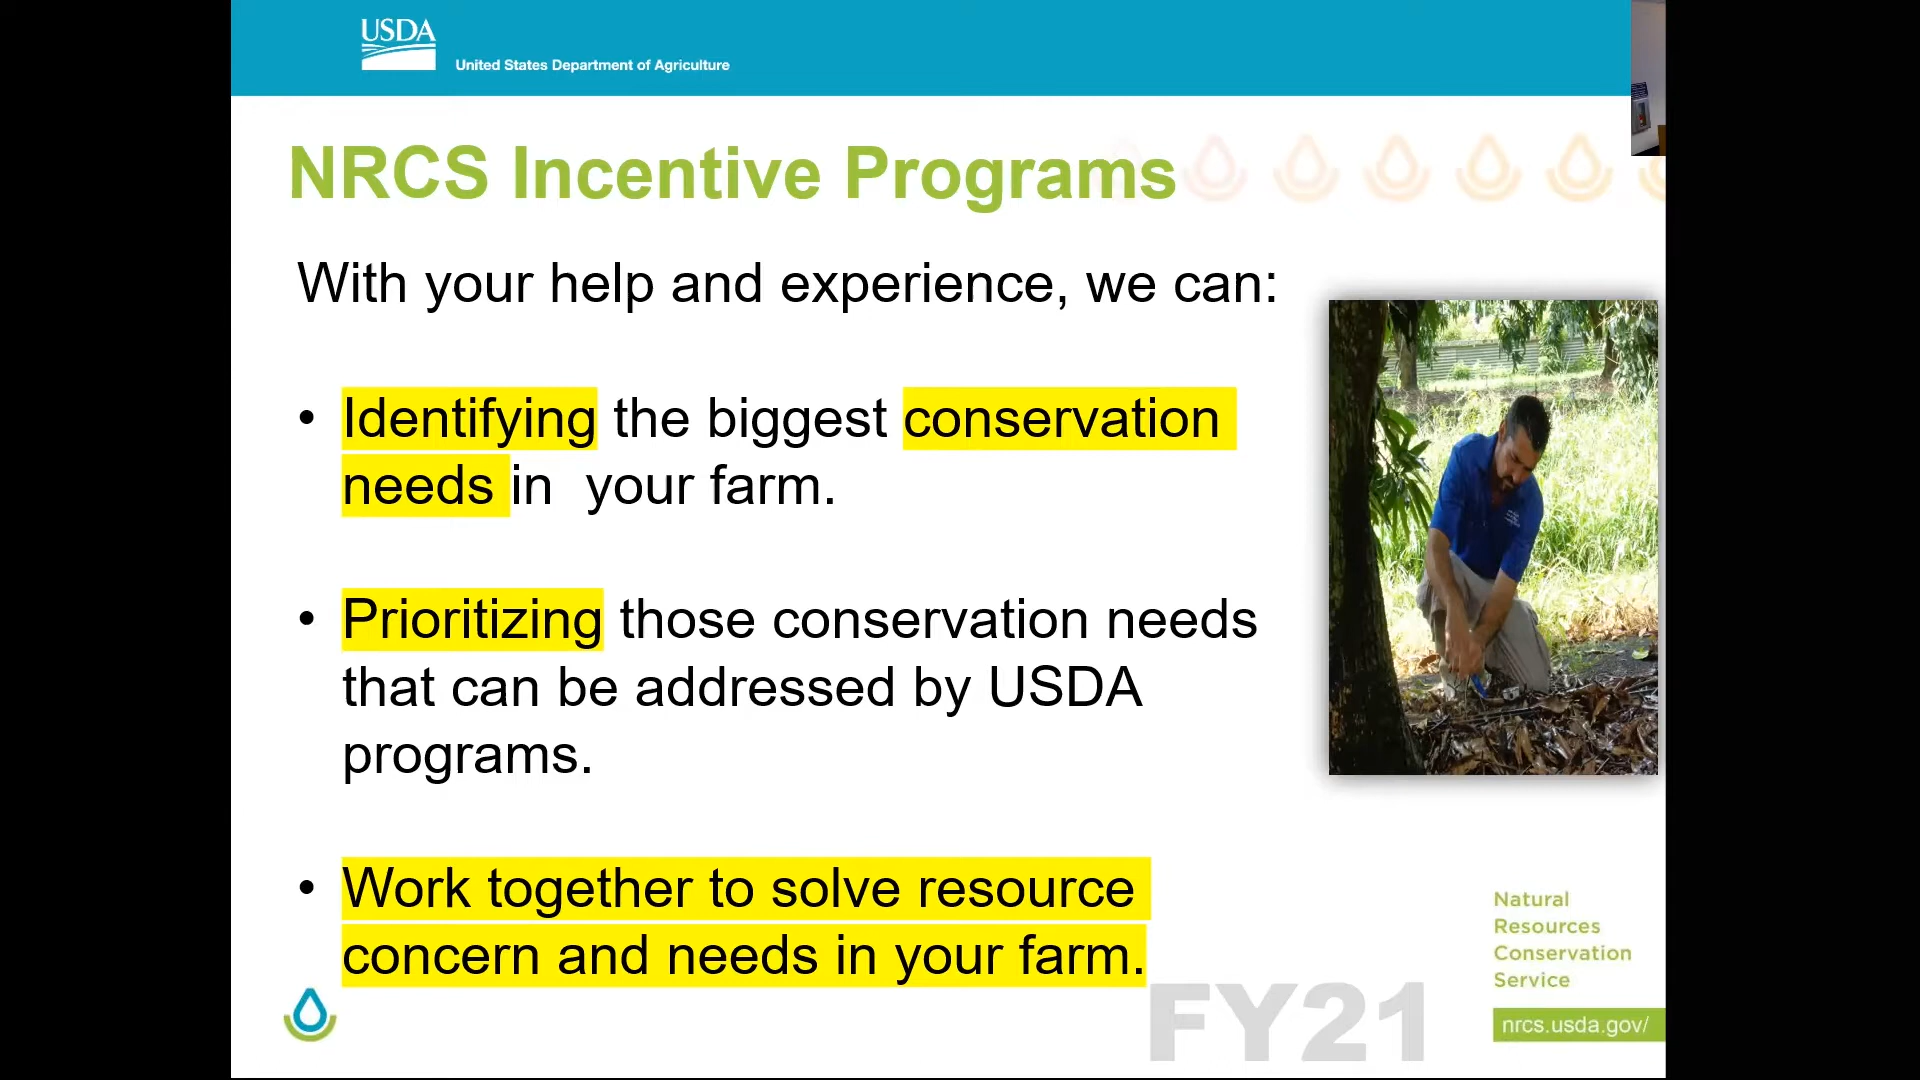 USDA
United States Department of Agriculture
NRCS Incentive Programs
With your help and experience, we can:
• Identifying the biggest conservation
needs in  your farm.
• Prioritizing those conservation needs
that can be addressed by USDA
programs.
• Work together to solve resource
concern and needs in your farm.
FY21
Natural
Resources
Conservation
Service
nrcs.usda.gov/